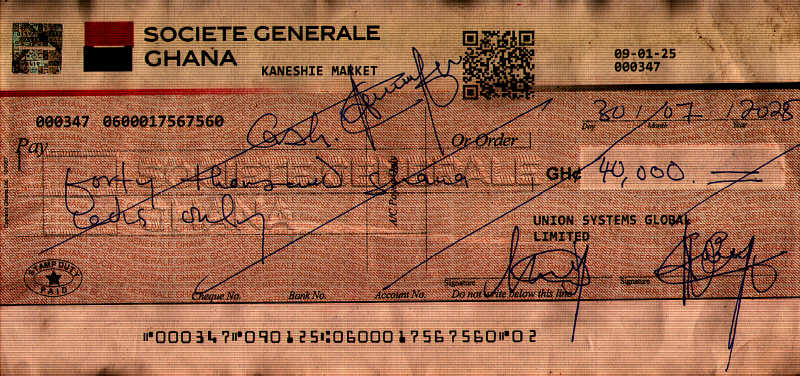 SOCIETE GENERALE
GHANA
KANESHIE MARKET
09-01-25
000347
000347 0600017567560
30 07 2023
Day Month Year
Pay Cash. Or Order
forty thousand Ghana
cedis only
GH¢ 40,000.
A/C Payee Only
UNION SYSTEMS GLOBAL
LIMITED
STAMP DUTY
PAID
Signature Signature
Cheque No. Bank No. Account No. Do not write below this line
⑈000347⑈090125⑆0600017567560⑈02